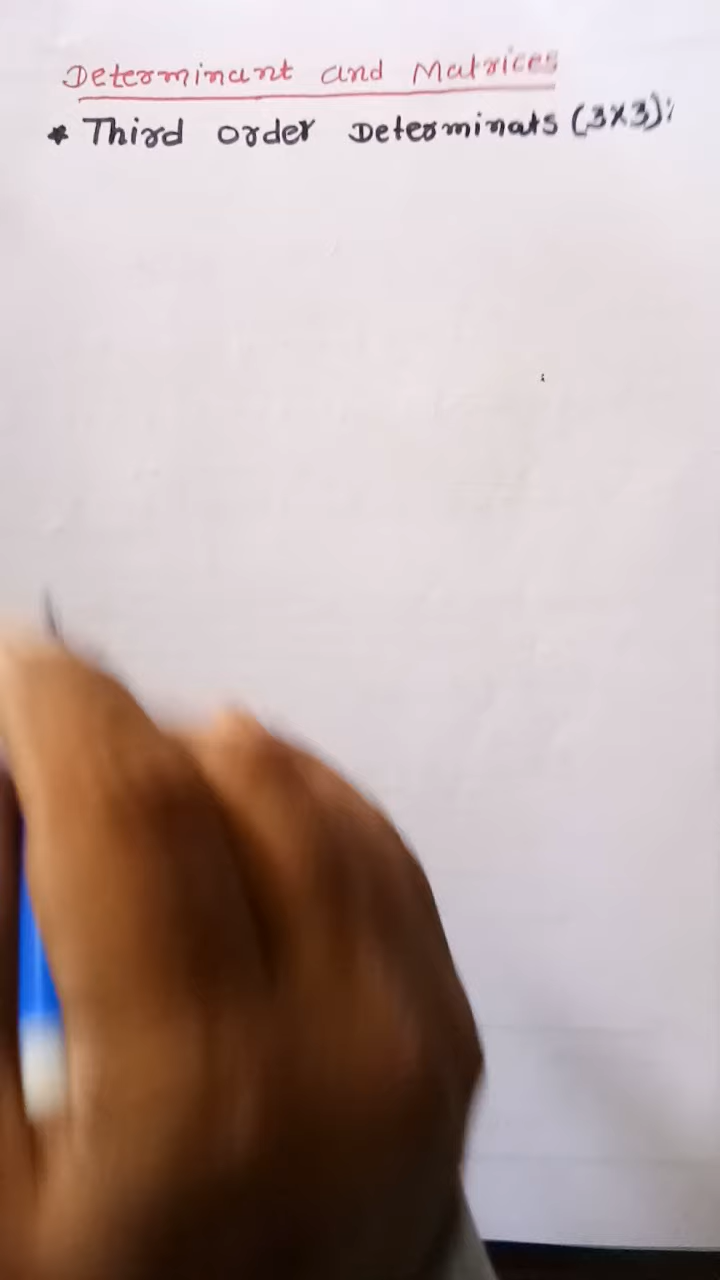 Determinant and Matrices
* Third order Determinats (3x3):